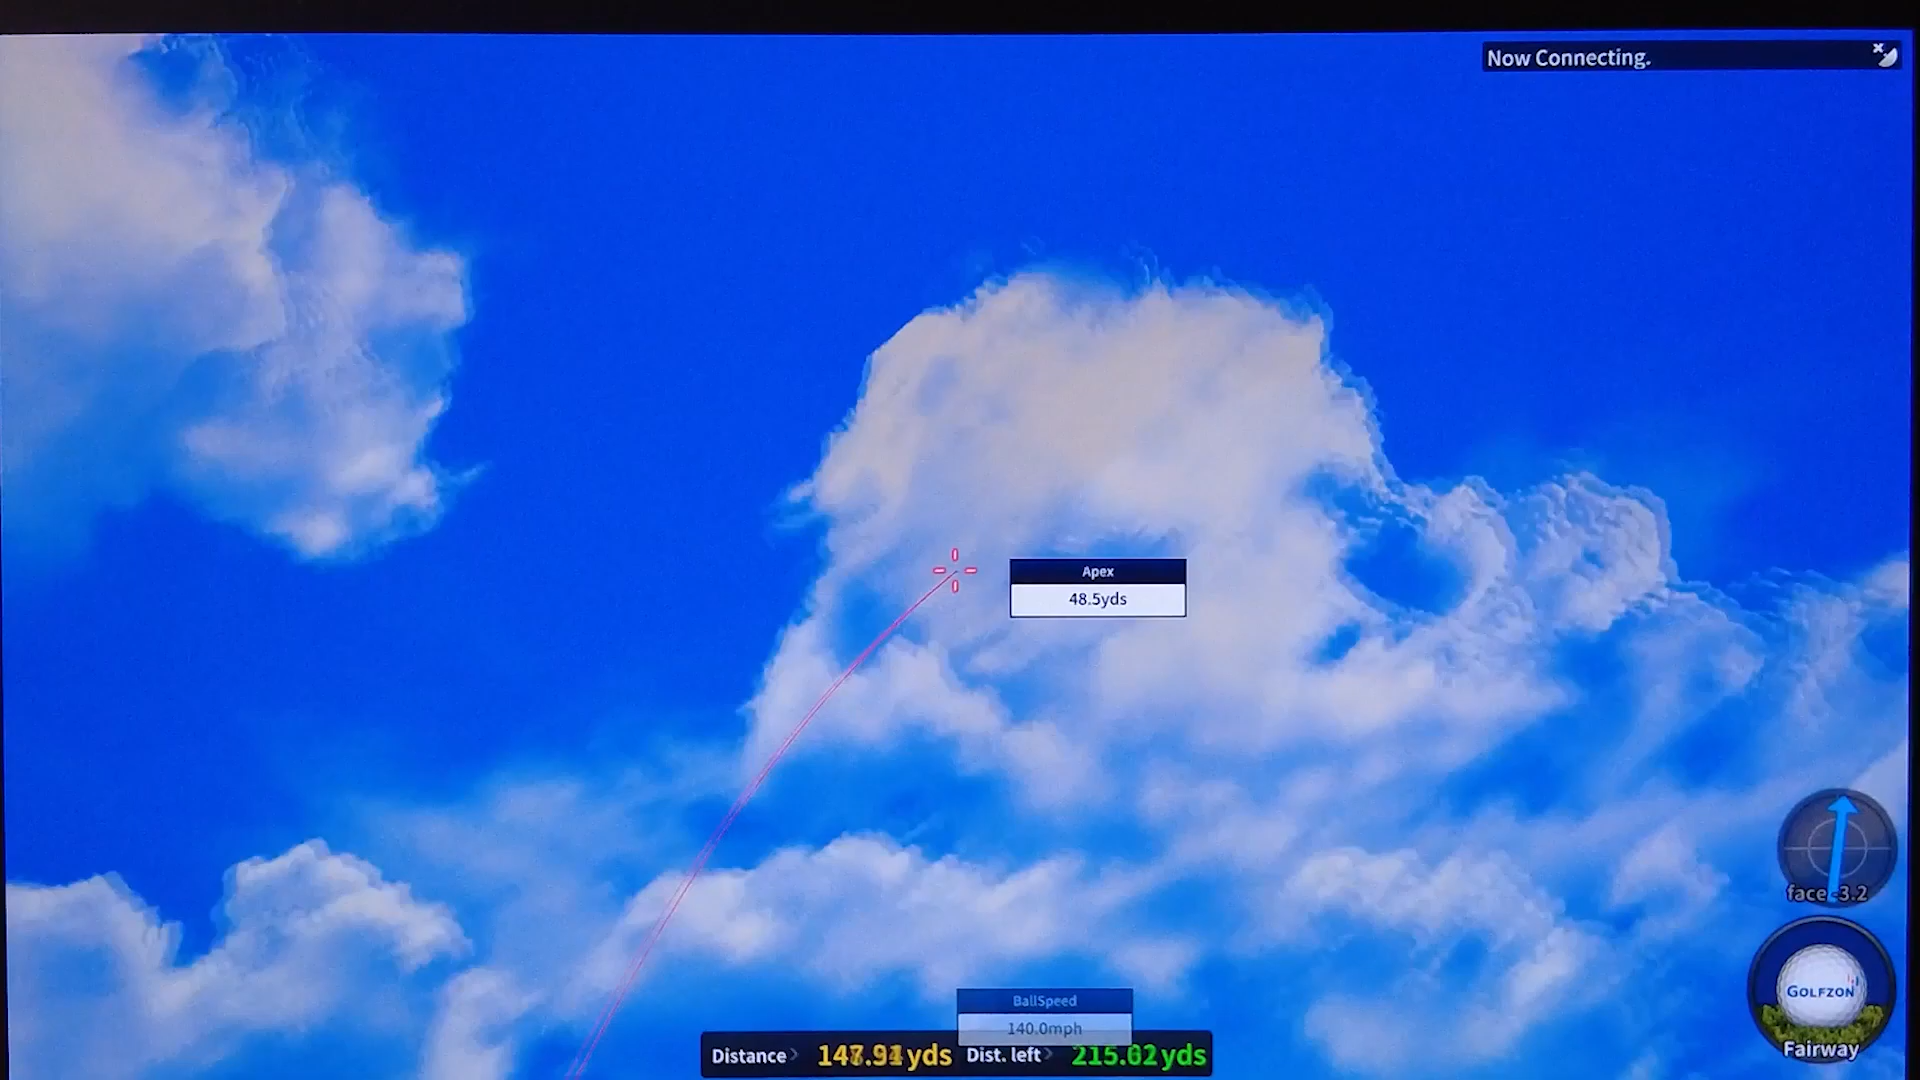 Now Connecting.
Apex
48.5yds
face -3.2
GOLFZON
Fairway
BallSpeed
140.0mph
Distance yds Dist. left yds